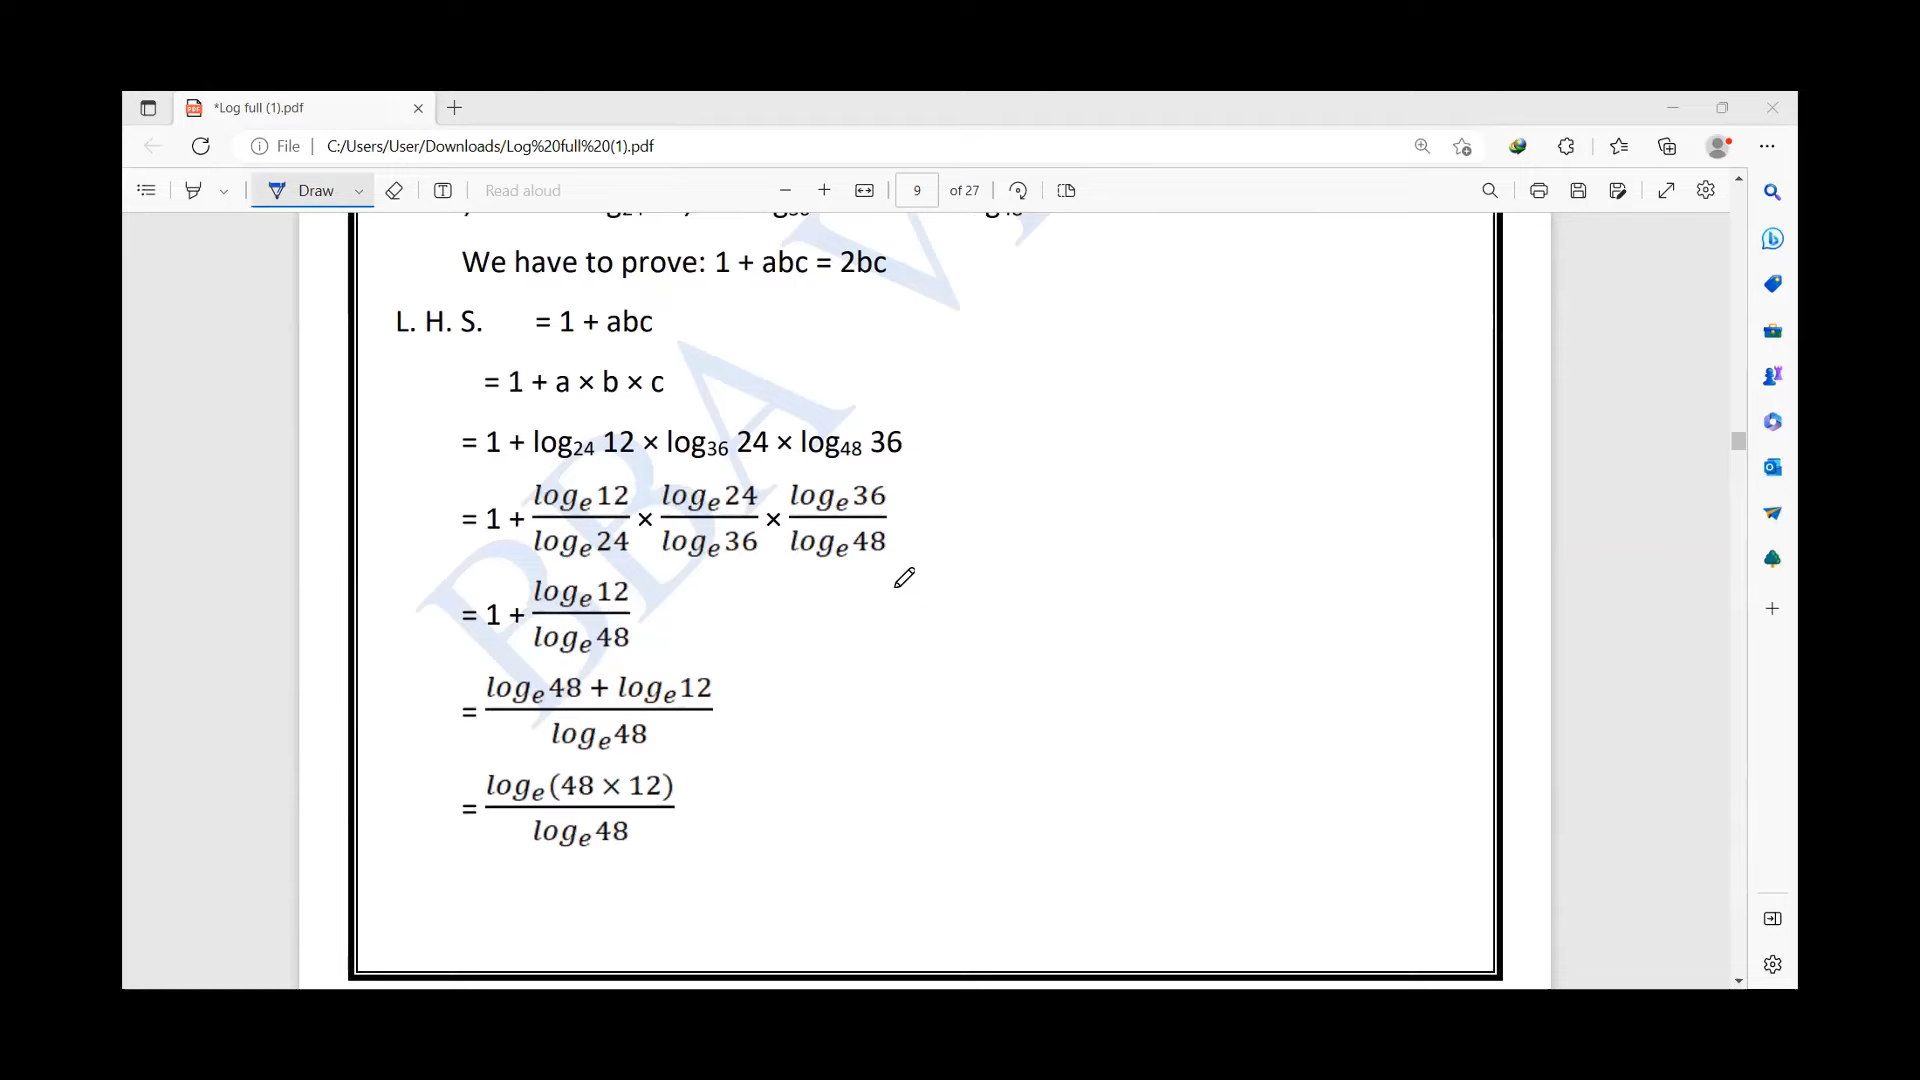 *Log full (1).pdf
File C:/Users/User/Downloads/Log%20full%20(1).pdf
Draw Read aloud 9 of 27
We have to prove: 1 + abc = 2bc
L. H. S. = 1 + abc
= 1 + a × b × c
= 1 + log₂₄ 12 × log₃₆ 24 × log₄₈ 36
= 1 + logₑ12/logₑ24 × logₑ24/logₑ36 × logₑ36/logₑ48
= 1 + logₑ12/logₑ48
= logₑ48 + logₑ12/logₑ48
= logₑ(48 × 12)/logₑ48
BBA V